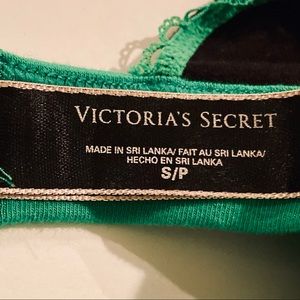 VICTORIA'S SECRET
MADE IN SRI LANKA/ FAIT AU SRI LANKA/
HECHO EN SRI LANKA
S/P